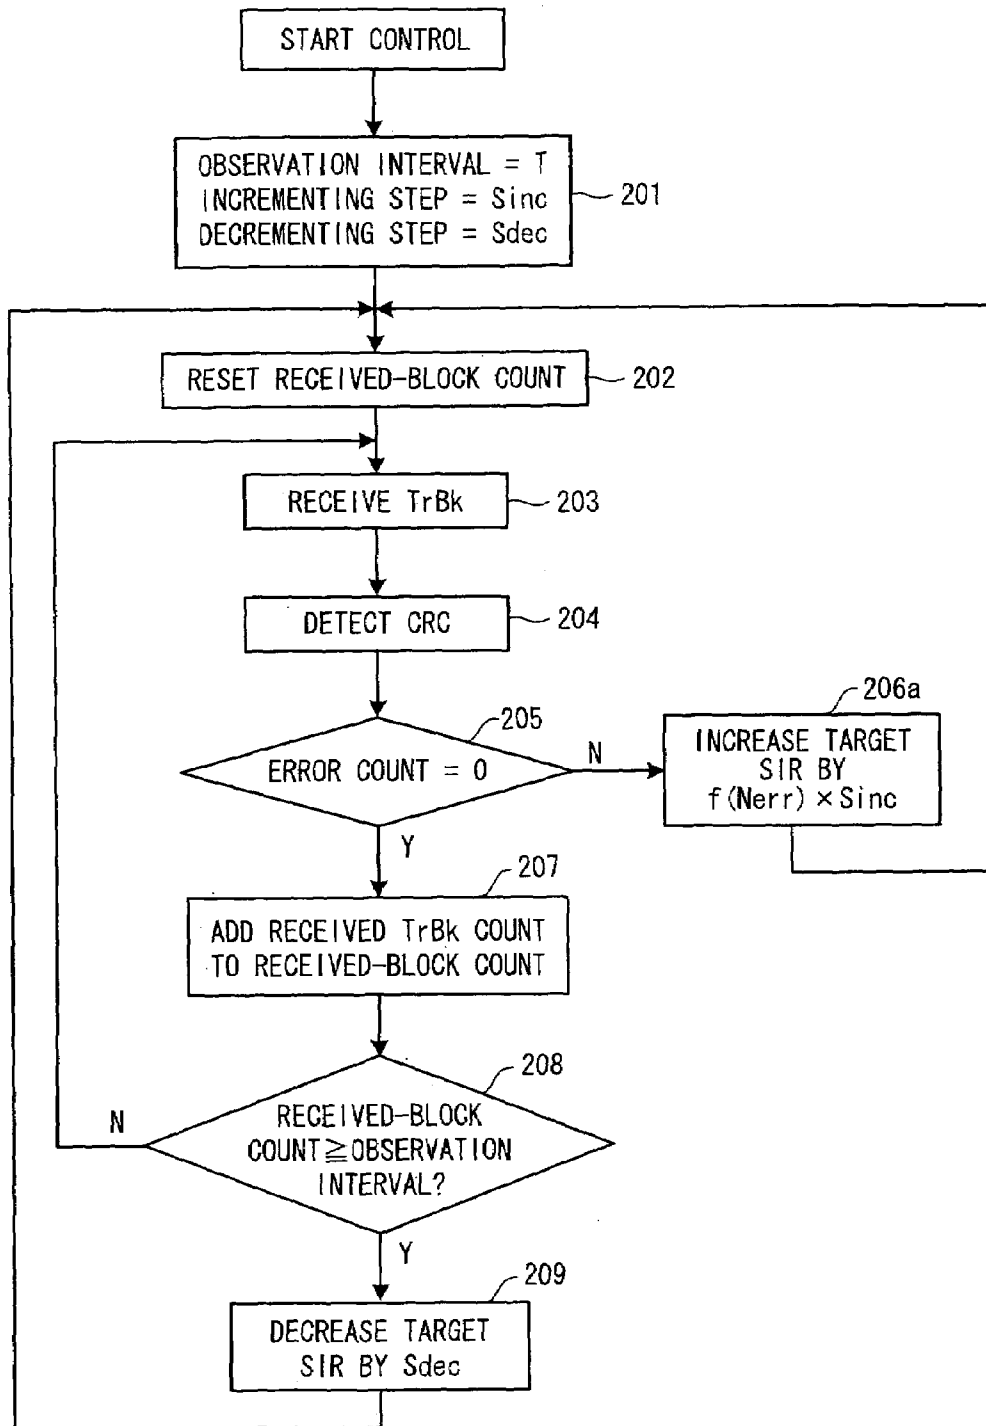 START CONTROL
OBSERVATION INTERVAL = T
INCREMENTING STEP = Sinc
DECREMENTING STEP = Sdec
201
RESET RECEIVED-BLOCK COUNT
202
RECEIVE TrBk
203
DETECT CRC
204
205
ERROR COUNT = 0
N
Y
206a
INCREASE TARGET
SIR BY
f(Nerr)×Sinc
207
ADD RECEIVED TrBk COUNT
TO RECEIVED-BLOCK COUNT
208
RECEIVED-BLOCK
COUNT≧OBSERVATION
INTERVAL?
N
Y
209
DECREASE TARGET
SIR BY Sdec